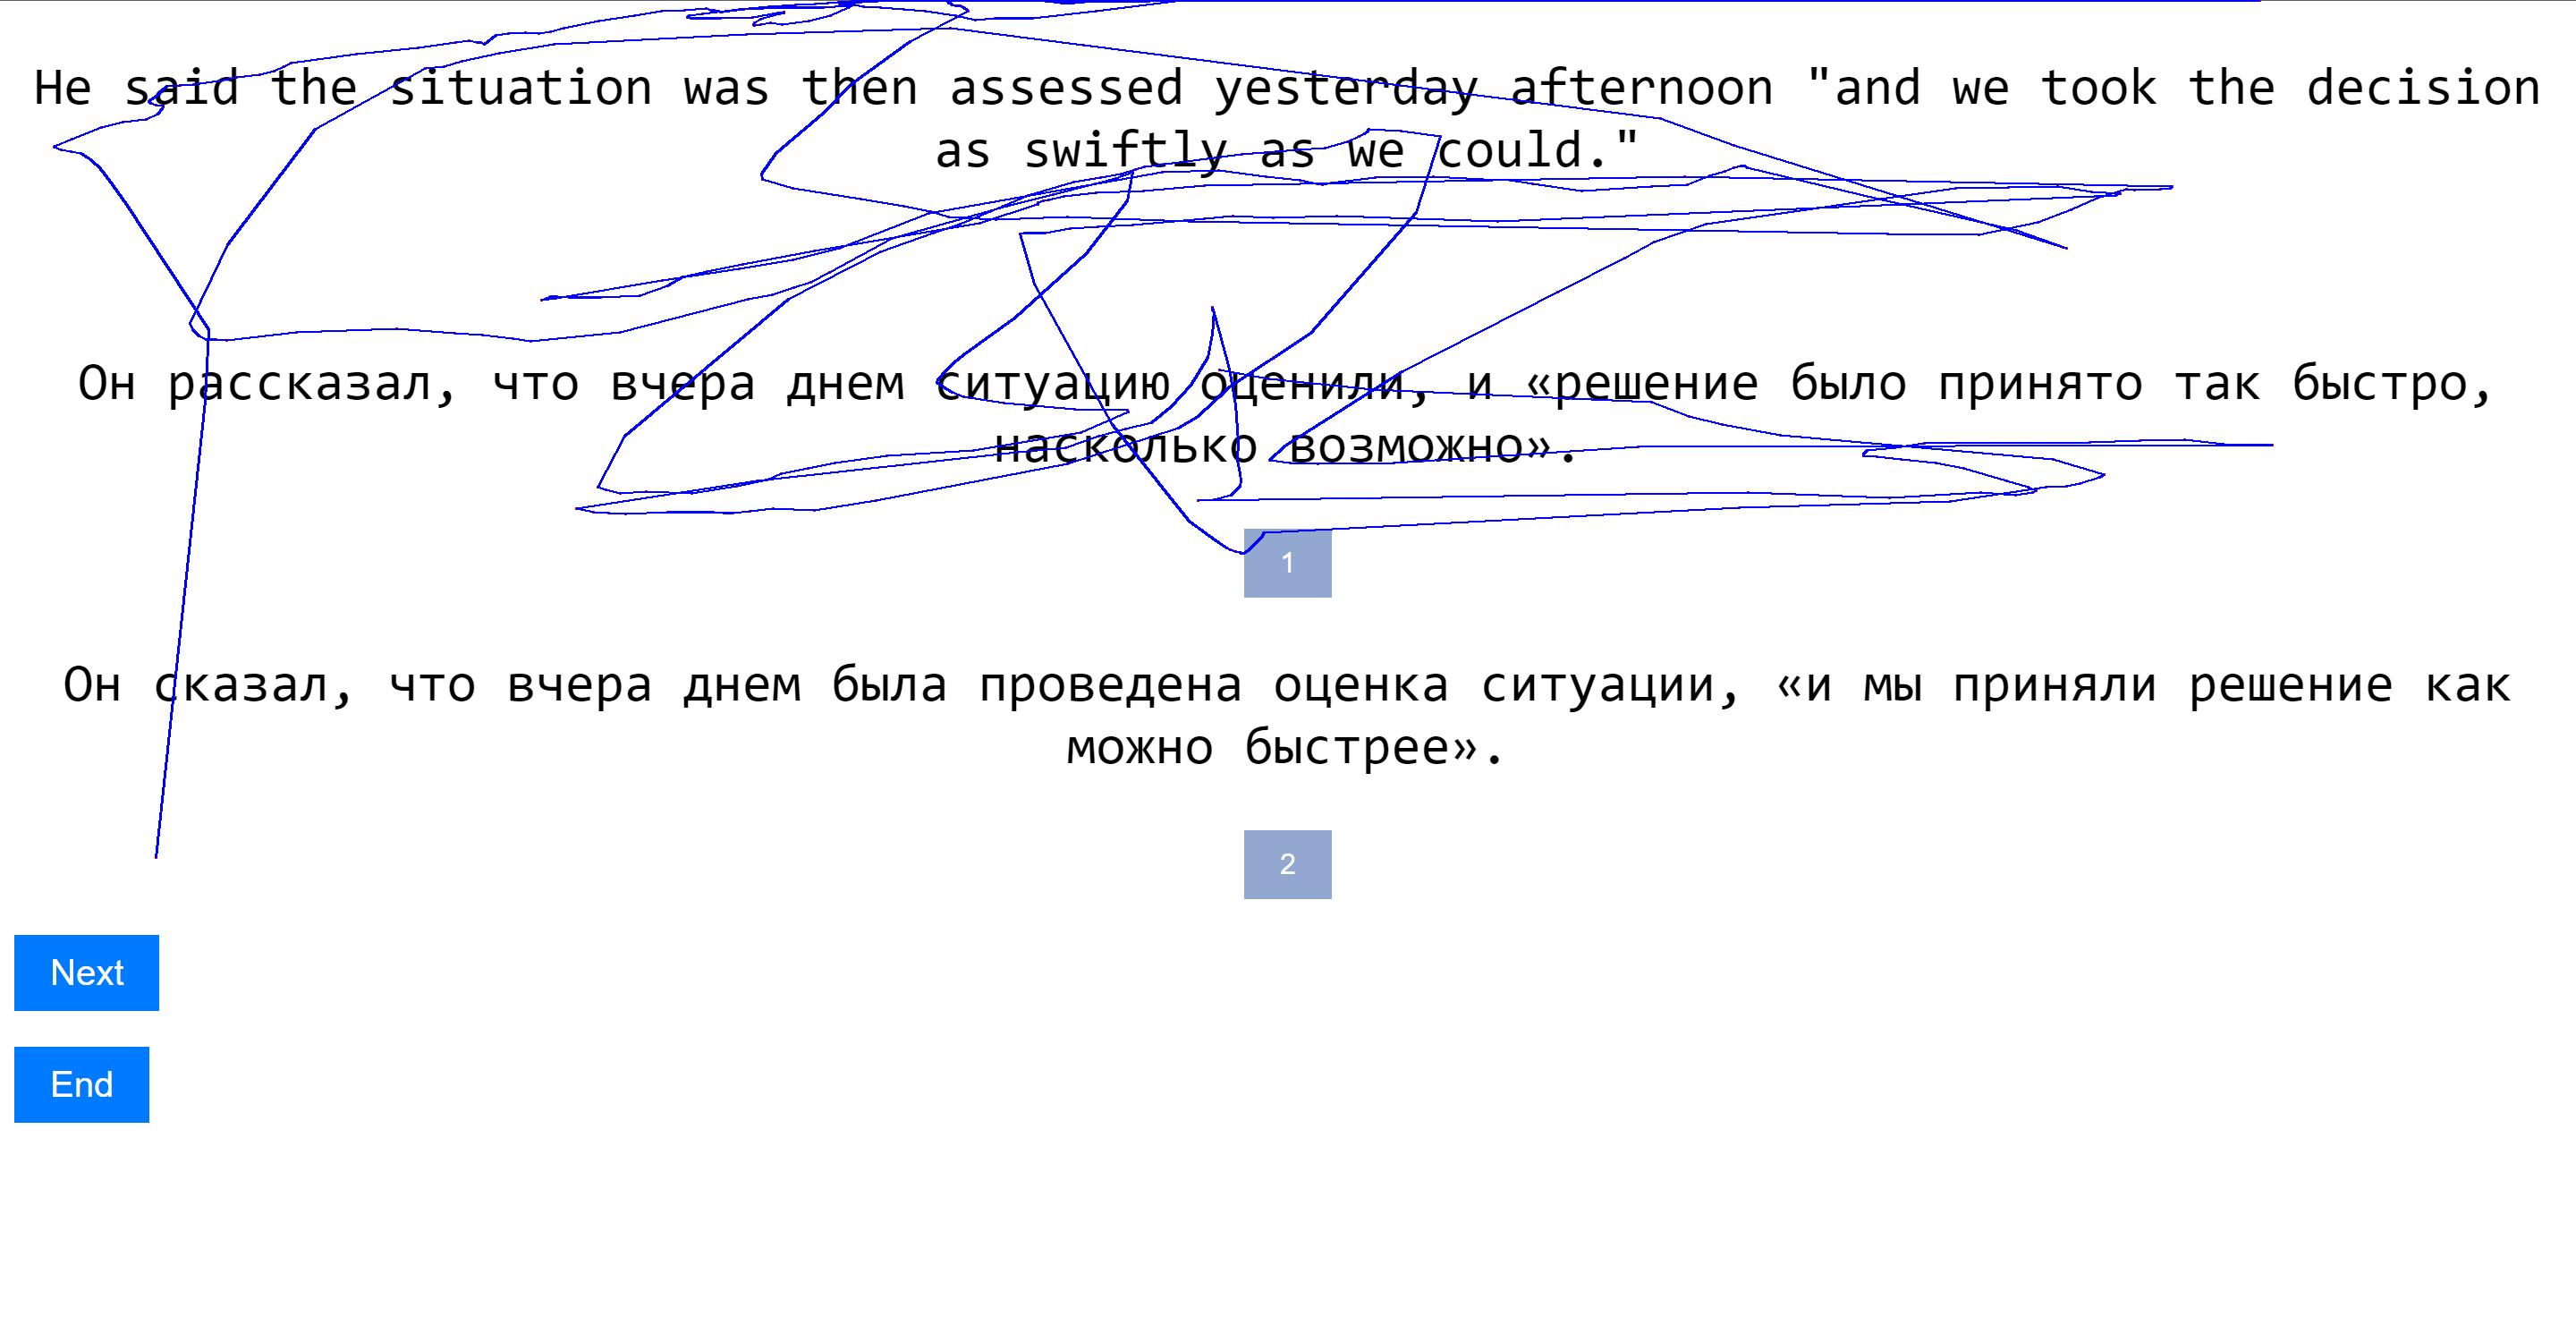 He said the situation was then assessed yesterday afternoon "and we took the decision
as swiftly as we could."
Он рассказал, что вчера днем ситуацию оценили, и «решение было принято так быстро,
насколько возможно».
1
Он сказал, что вчера днем была проведена оценка ситуации, «и мы приняли решение как
можно быстрее».
2
Next
End